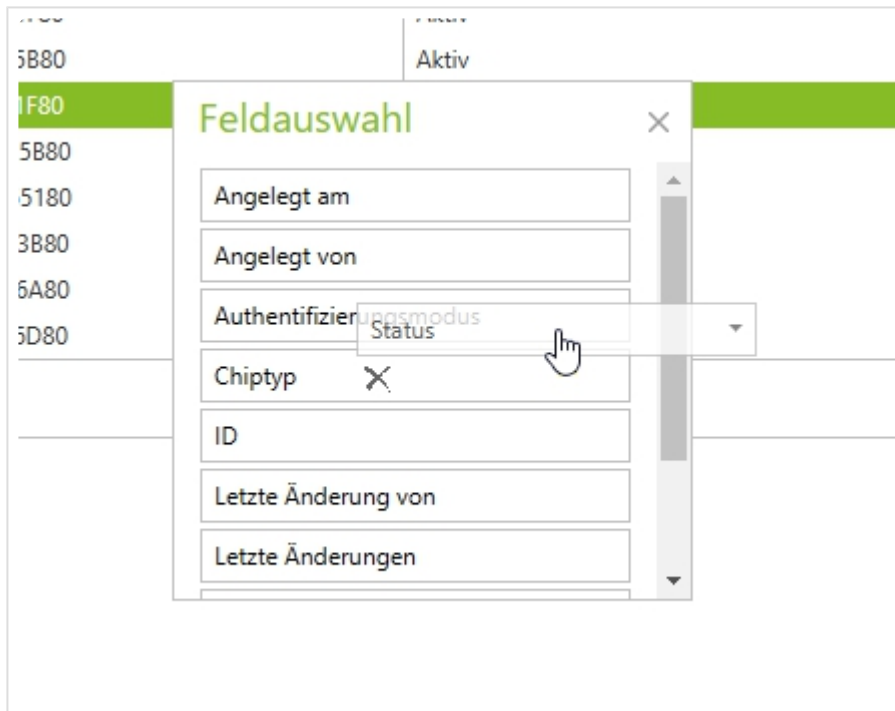 5B80 Aktiv
1F80
Feldauswahl
5B80
Angelegt am
5180
3B80
Angelegt von
6A80
Authentifizierungsmodus
Status
5D80
Chiptyp
ID
Letzte Änderung von
Letzte Änderungen